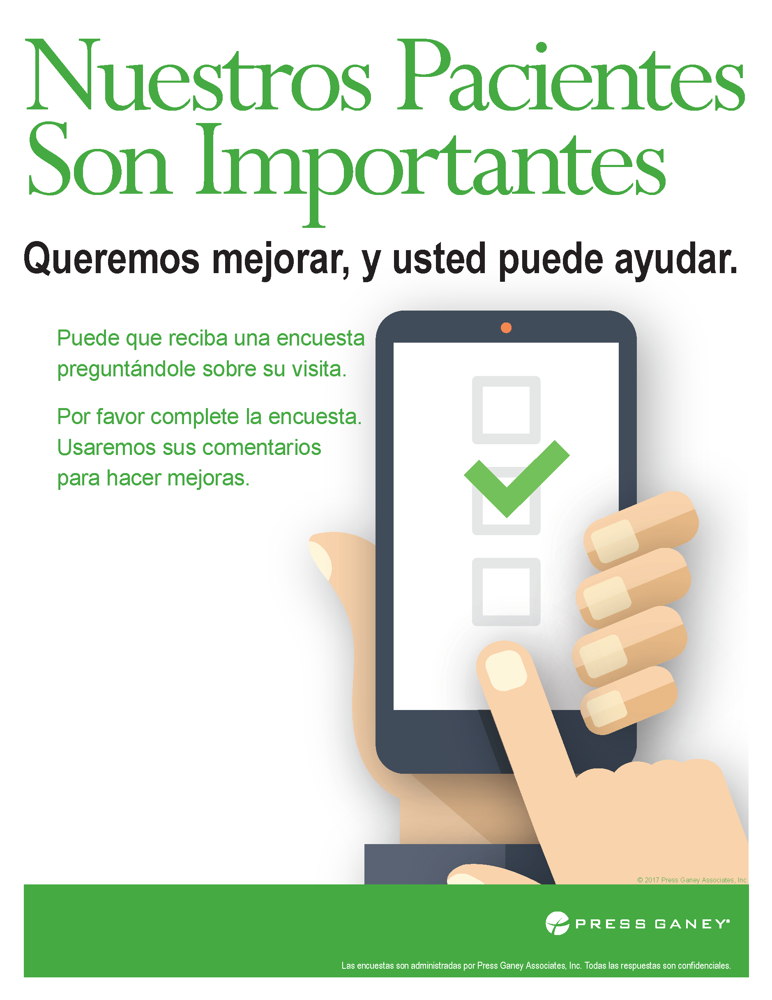 Nuestros Pacientes
Son Importantes
Queremos mejorar, y usted puede ayudar.
Puede que reciba una encuesta
preguntándole sobre su visita.
Por favor complete la encuesta.
Usaremos sus comentarios
para hacer mejoras.
© 2017 Press Ganey Associates, Inc.
PRESS GANEY®
Las encuestas son administradas por Press Ganey Associates, Inc. Todas las respuestas son confidenciales.